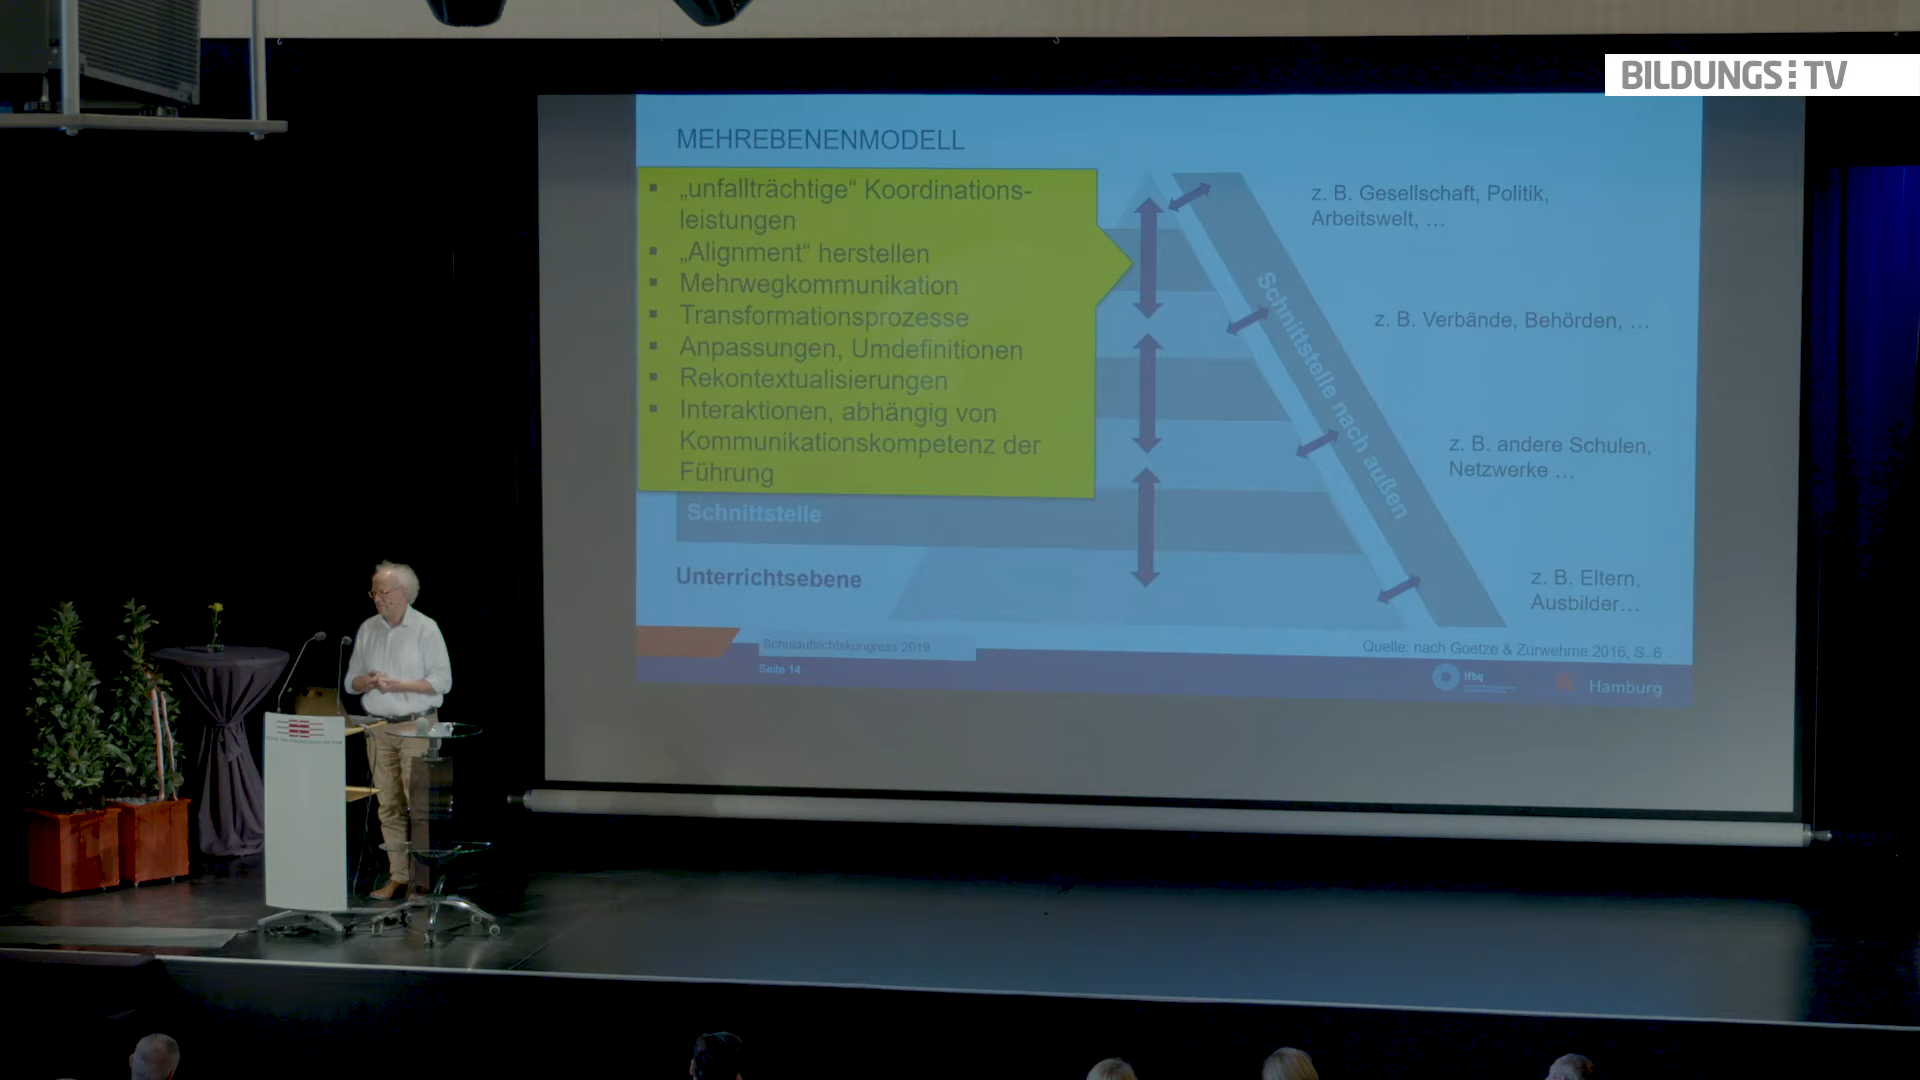 BILDUNGS:TV
MEHREBENENMODELL
▪ „unfallträchtige“ Koordinations-
leistungen
▪ „Alignment“ herstellen
▪ Mehrwegkommunikation
▪ Transformationsprozesse
▪ Anpassungen, Umdefinitionen
▪ Rekontextualisierungen
▪ Interaktionen, abhängig von
Kommunikationskompetenz der
Führung
Schnittstelle
Unterrichtsebene
Schnittstelle nach außen
z. B. Gesellschaft, Politik,
Arbeitswelt, …
z. B. Verbände, Behörden, …
z. B. andere Schulen,
Netzwerke …
z. B. Eltern,
Ausbilder…
Quelle: nach Goetze & Zurwehme 2016, S. 6
Schulaufsichtskongress 2019
Seite 14
ifbq
Hamburg